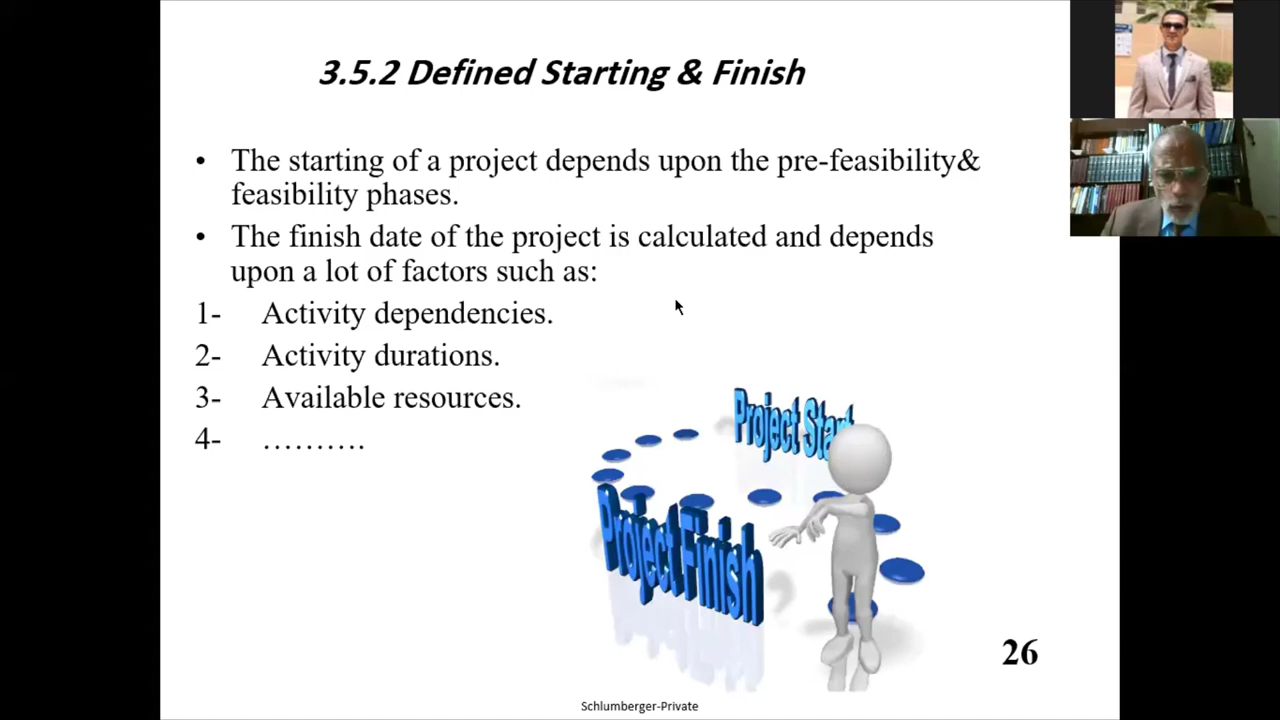 3.5.2 Defined Starting & Finish
• The starting of a project depends upon the pre-feasibility&
feasibility phases.
• The finish date of the project is calculated and depends
upon a lot of factors such as:
1- Activity dependencies.
2- Activity durations.
3- Available resources.
4- ……….
Project Start
Project Finish
26
Schlumberger-Private